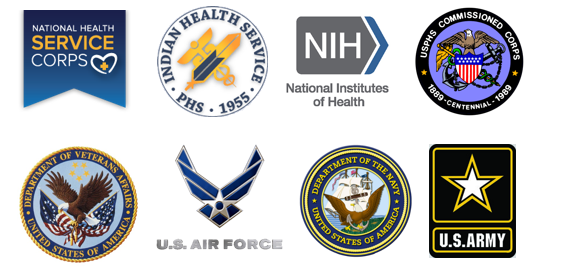 NATIONAL HEALTH
SERVICE
CORPS
INDIAN HEALTH SERVICE
PHS · 1955
NIH
National Institutes
of Health
USPHS COMMISSIONED CORPS
1889-CENTENNIAL-1989
DEPARTMENT OF VETERANS AFFAIRS
UNITED STATES OF AMERICA
U.S. AIR FORCE
DEPARTMENT OF THE NAVY
UNITED STATES OF AMERICA
U.S.ARMY